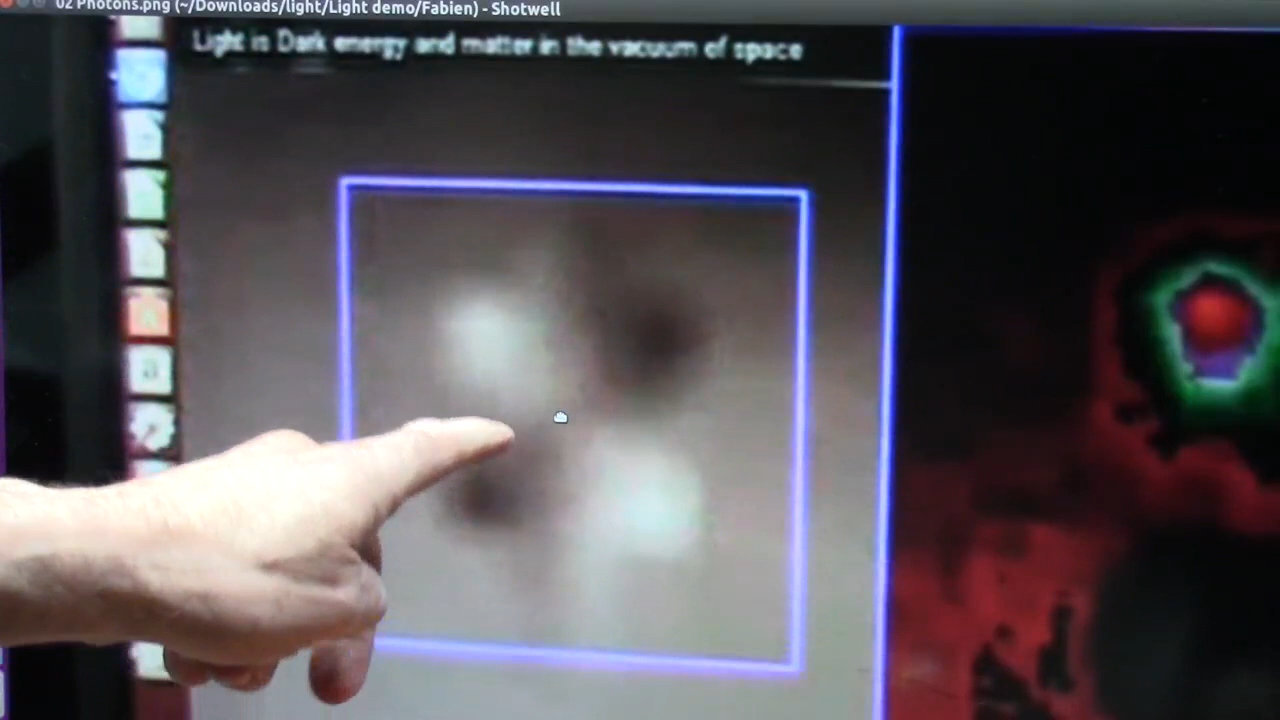 02 Photons.png (~/Downloads/light/Light demo/Fabien) - Shotwell
Light is Dark energy and matter in the vacuum of space